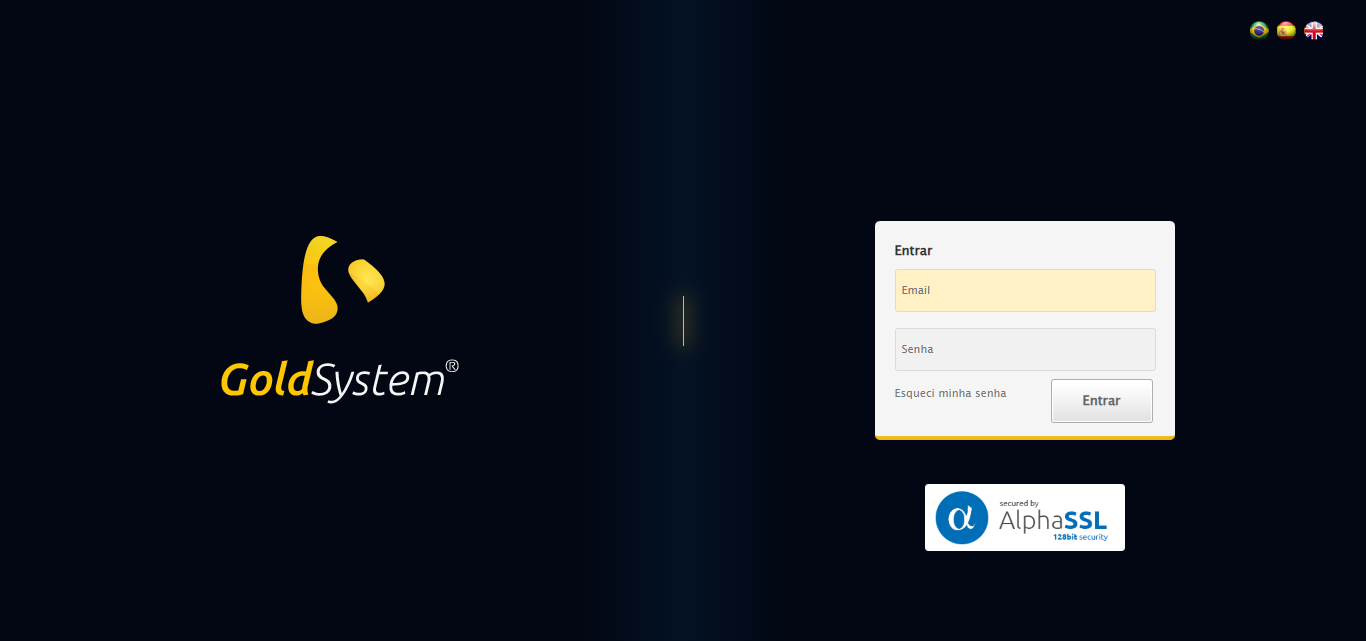 GoldSystem®
Entrar
Email
Senha
Esqueci minha senha
Entrar
α
secured by
AlphaSSL
128bit security